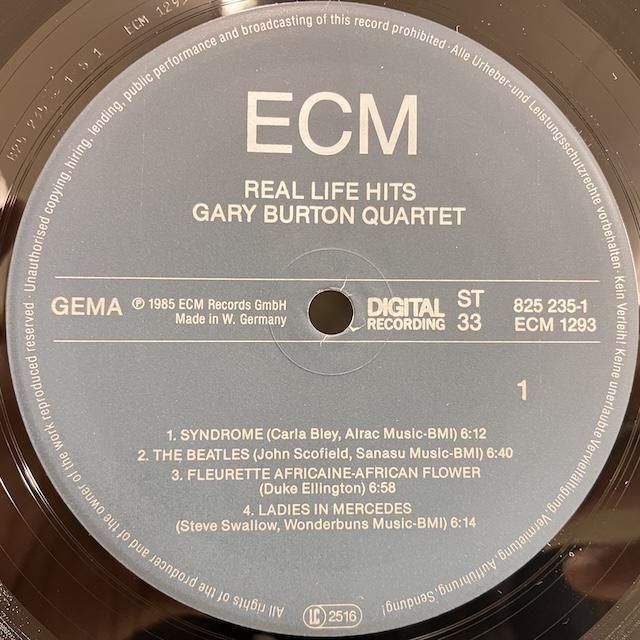 ECM
REAL LIFE HITS
GARY BURTON QUARTET
GEMA
℗ 1985 ECM Records GmbH
Made in W. Germany
DIGITAL
RECORDING
ST
33
825 235-1
ECM 1293
1
1. SYNDROME (Carla Bley, Alrac Music-BMI) 6:12
2. THE BEATLES (John Scofield, Sanasu Music-BMI) 6:40
3. FLEURETTE AFRICAINE-AFRICAN FLOWER
(Duke Ellington) 6:58
4. LADIES IN MERCEDES
(Steve Swallow, Wonderbuns Music-BMI) 6:14
All rights of the producer and of the owner of the work reproduced reserved · Unauthorised copying, hiring, lending, public performance and broadcasting of this record prohibited · Alle Urheber-und Leistungsschutzrechte vorbehalten · Kein Verleih! Keine unerlaubte Vervielfältigung, Vermietung, Aufführung, Sendung!
LC 2516
ECM 1293